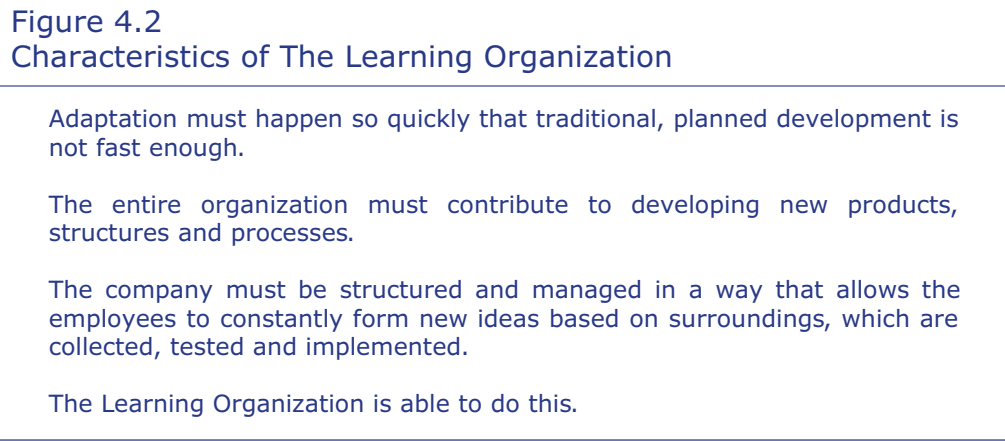 Figure 4.2
Characteristics of The Learning Organization
Adaptation must happen so quickly that traditional, planned development is
not fast enough.
The entire organization must contribute to developing new products,
structures and processes.
The company must be structured and managed in a way that allows the
employees to constantly form new ideas based on surroundings, which are
collected, tested and implemented.
The Learning Organization is able to do this.